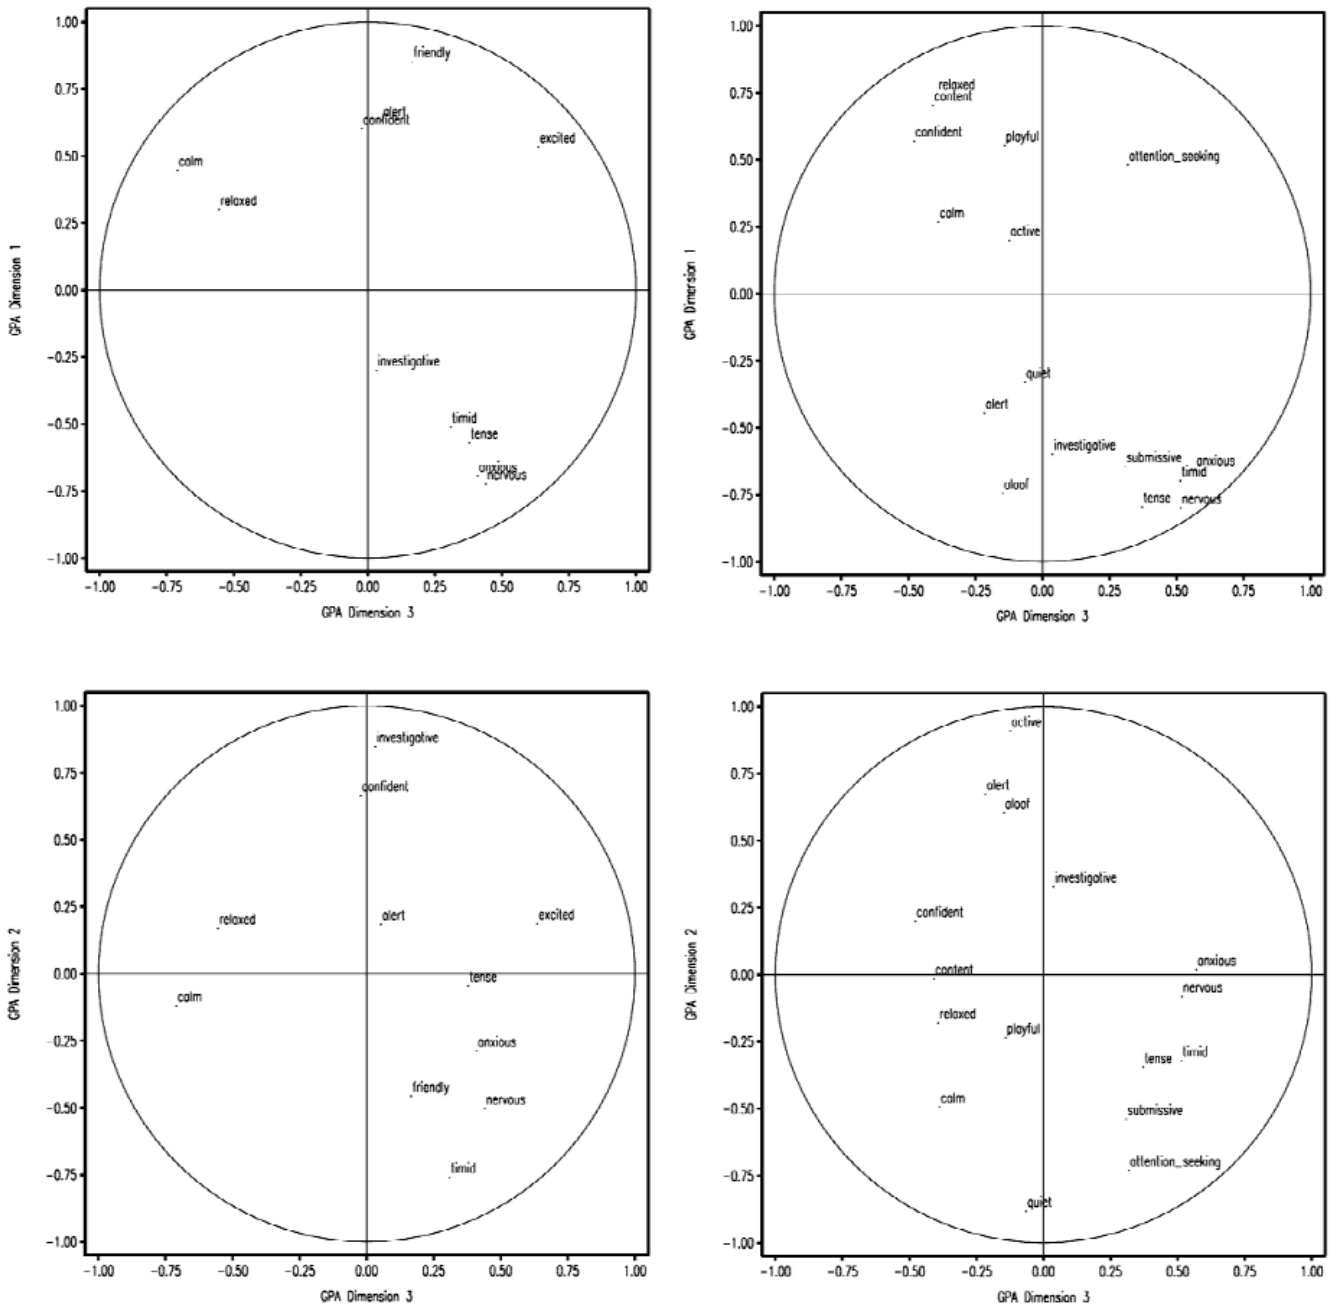 1.00
friendly
0.75
alert
confident
excited
0.50
calm
relaxed
0.25
GPA Dimension 1
0.00
-0.25
investigative
timid
-0.50
tense
anxious
nervous
-0.75
-1.00
-1.00 -0.75 -0.50 -0.25 0.00 0.25 0.50 0.75 1.00
GPA Dimension 3
1.00
relaxed
0.75
content
confident
playful
attention_seeking
0.50
calm
0.25
active
GPA Dimension 1
0.00
-0.25
quiet
alert
-0.50
investigative
submissive
anxious
timid
aloof
-0.75
tense
nervous
-1.00
-1.00 -0.75 -0.50 -0.25 0.00 0.25 0.50 0.75 1.00
GPA Dimension 3
1.00
investigative
0.75
confident
0.50
0.25
relaxed
alert
excited
GPA Dimension 2
0.00
tense
calm
-0.25
anxious
friendly
-0.50
nervous
timid
-0.75
-1.00
-1.00 -0.75 -0.50 -0.25 0.00 0.25 0.50 0.75 1.00
GPA Dimension 3
1.00
active
0.75
alert
aloof
0.50
investigative
0.25
confident
GPA Dimension 2
anxious
0.00
content
nervous
relaxed
playful
-0.25
timid
tense
calm
-0.50
submissive
attention_seeking
-0.75
quiet
-1.00
-1.00 -0.75 -0.50 -0.25 0.00 0.25 0.50 0.75 1.00
GPA Dimension 3